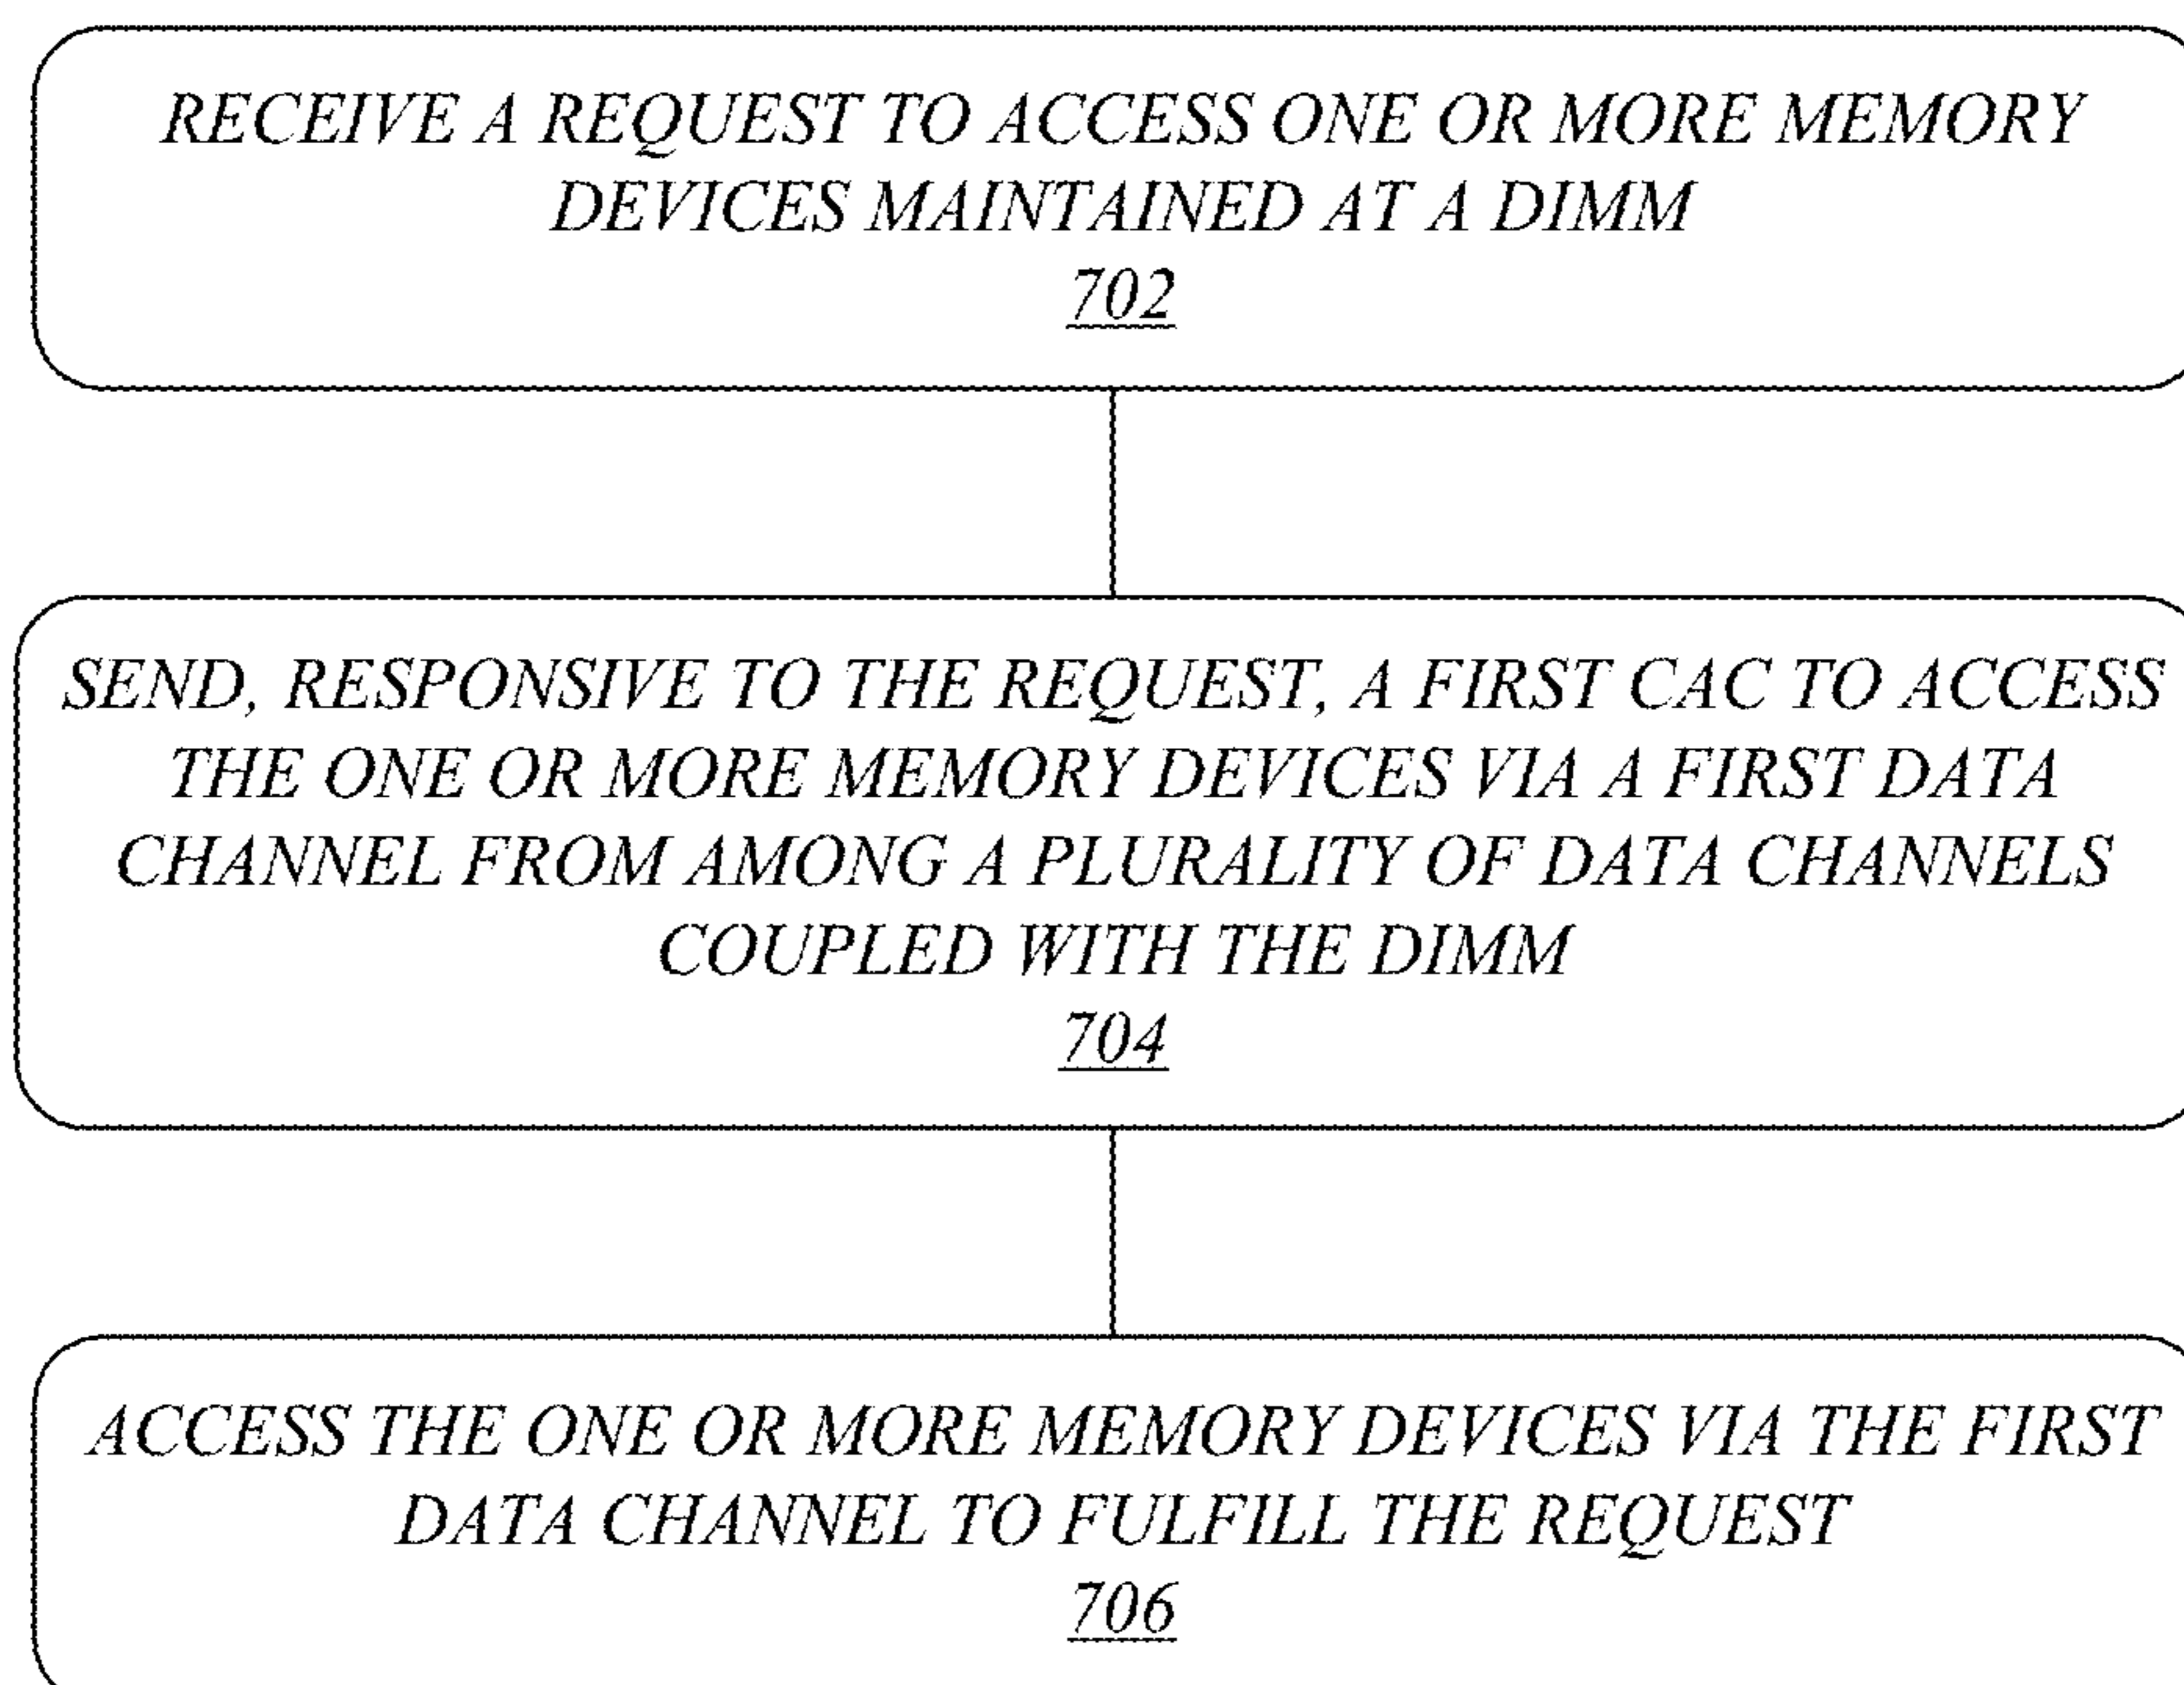 RECEIVE A REQUEST TO ACCESS ONE OR MORE MEMORY
DEVICES MAINTAINED AT A DIMM
702
SEND, RESPONSIVE TO THE REQUEST, A FIRST CAC TO ACCESS
THE ONE OR MORE MEMORY DEVICES VIA A FIRST DATA
CHANNEL FROM AMONG A PLURALITY OF DATA CHANNELS
COUPLED WITH THE DIMM
704
ACCESS THE ONE OR MORE MEMORY DEVICES VIA THE FIRST
DATA CHANNEL TO FULFILL THE REQUEST
706